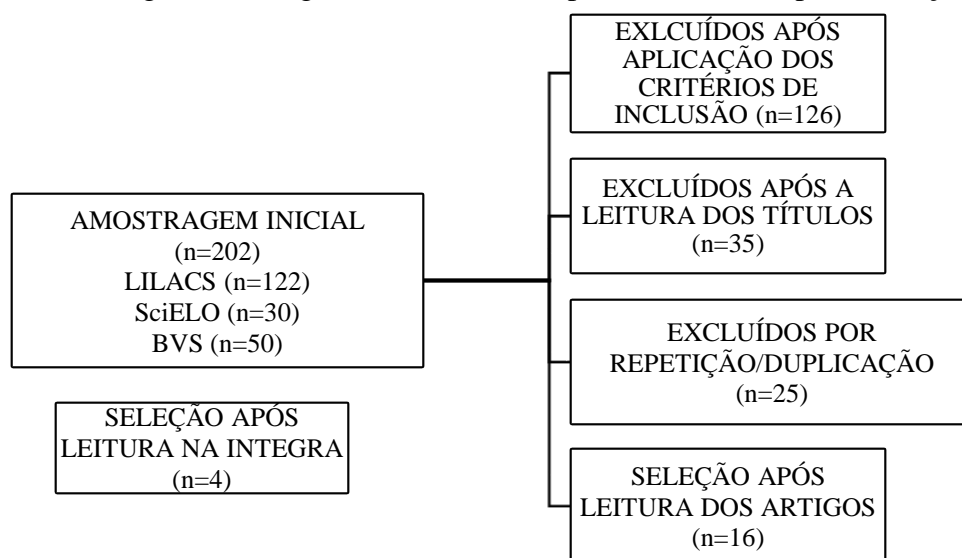 AMOSTRAGEM INICIAL
(n=202)
LILACS (n=122)
SciELO (n=30)
BVS (n=50)
SELEÇÃO APÓS
LEITURA NA INTEGRA
(n=4)
EXLCUÍDOS APÓS
APLICAÇÃO DOS
CRITÉRIOS DE
INCLUSÃO (n=126)
EXCLUÍDOS APÓS A
LEITURA DOS TÍTULOS
(n=35)
EXCLUÍDOS POR
REPETIÇÃO/DUPLICAÇÃO
(n=25)
SELEÇÃO APÓS
LEITURA DOS ARTIGOS
(n=16)